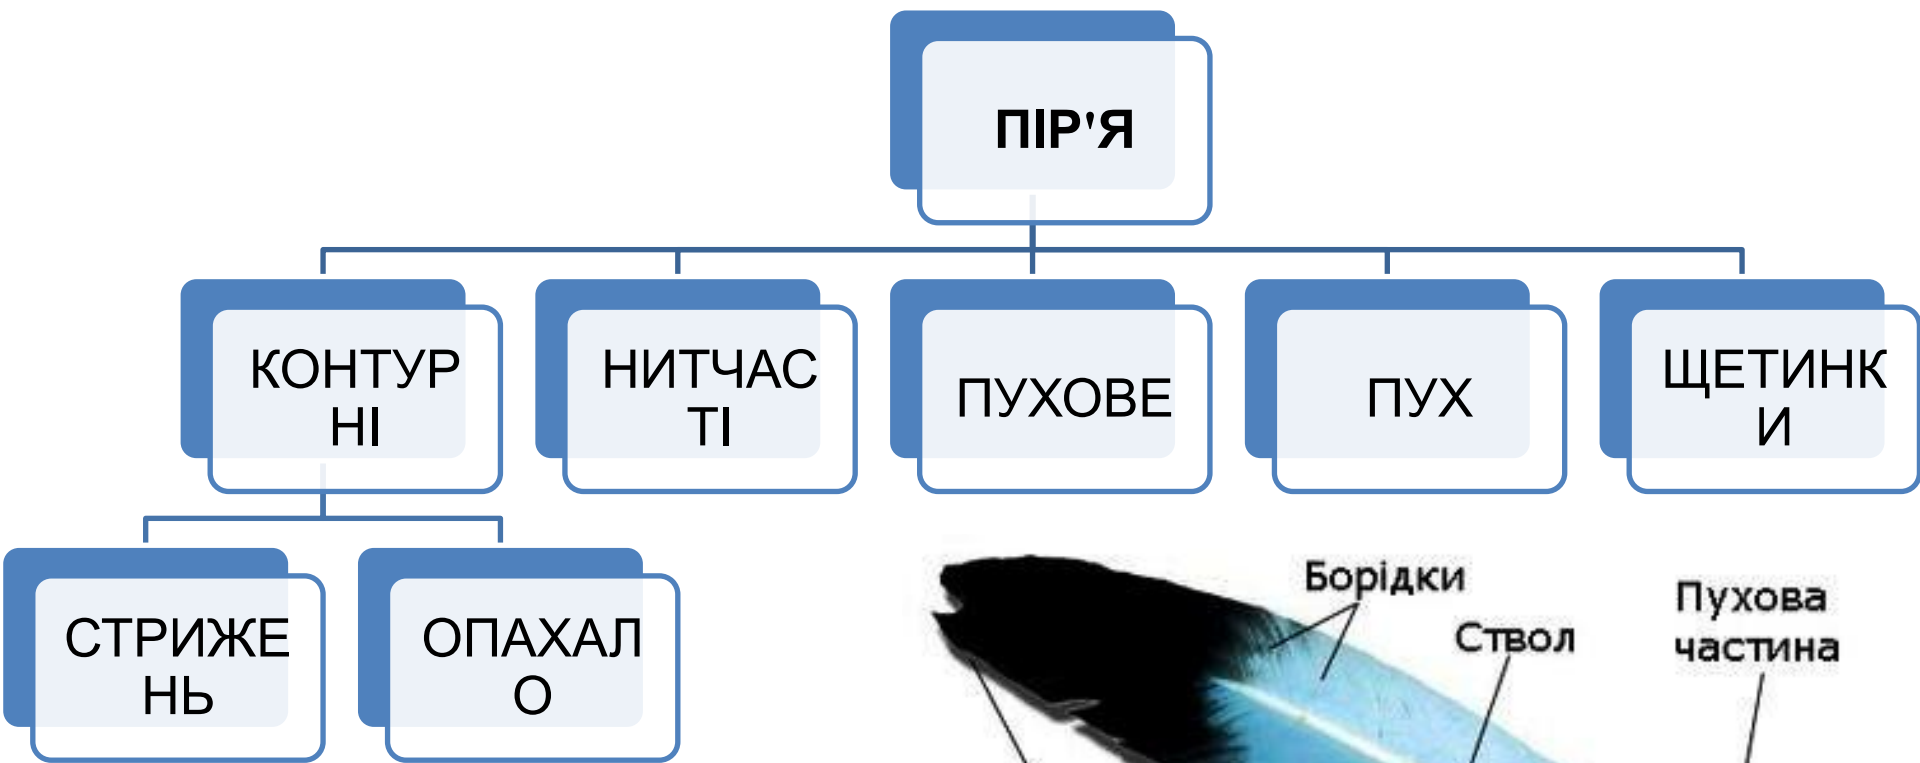 ПІР'Я
КОНТУР
НІ
НИТЧАС
ТІ
ПУХОВЕ
ПУХ
ЩЕТИНК
И
СТРИЖЕ
НЬ
ОПАХАЛ
О
Борідки
Ствол
Пухова
частина